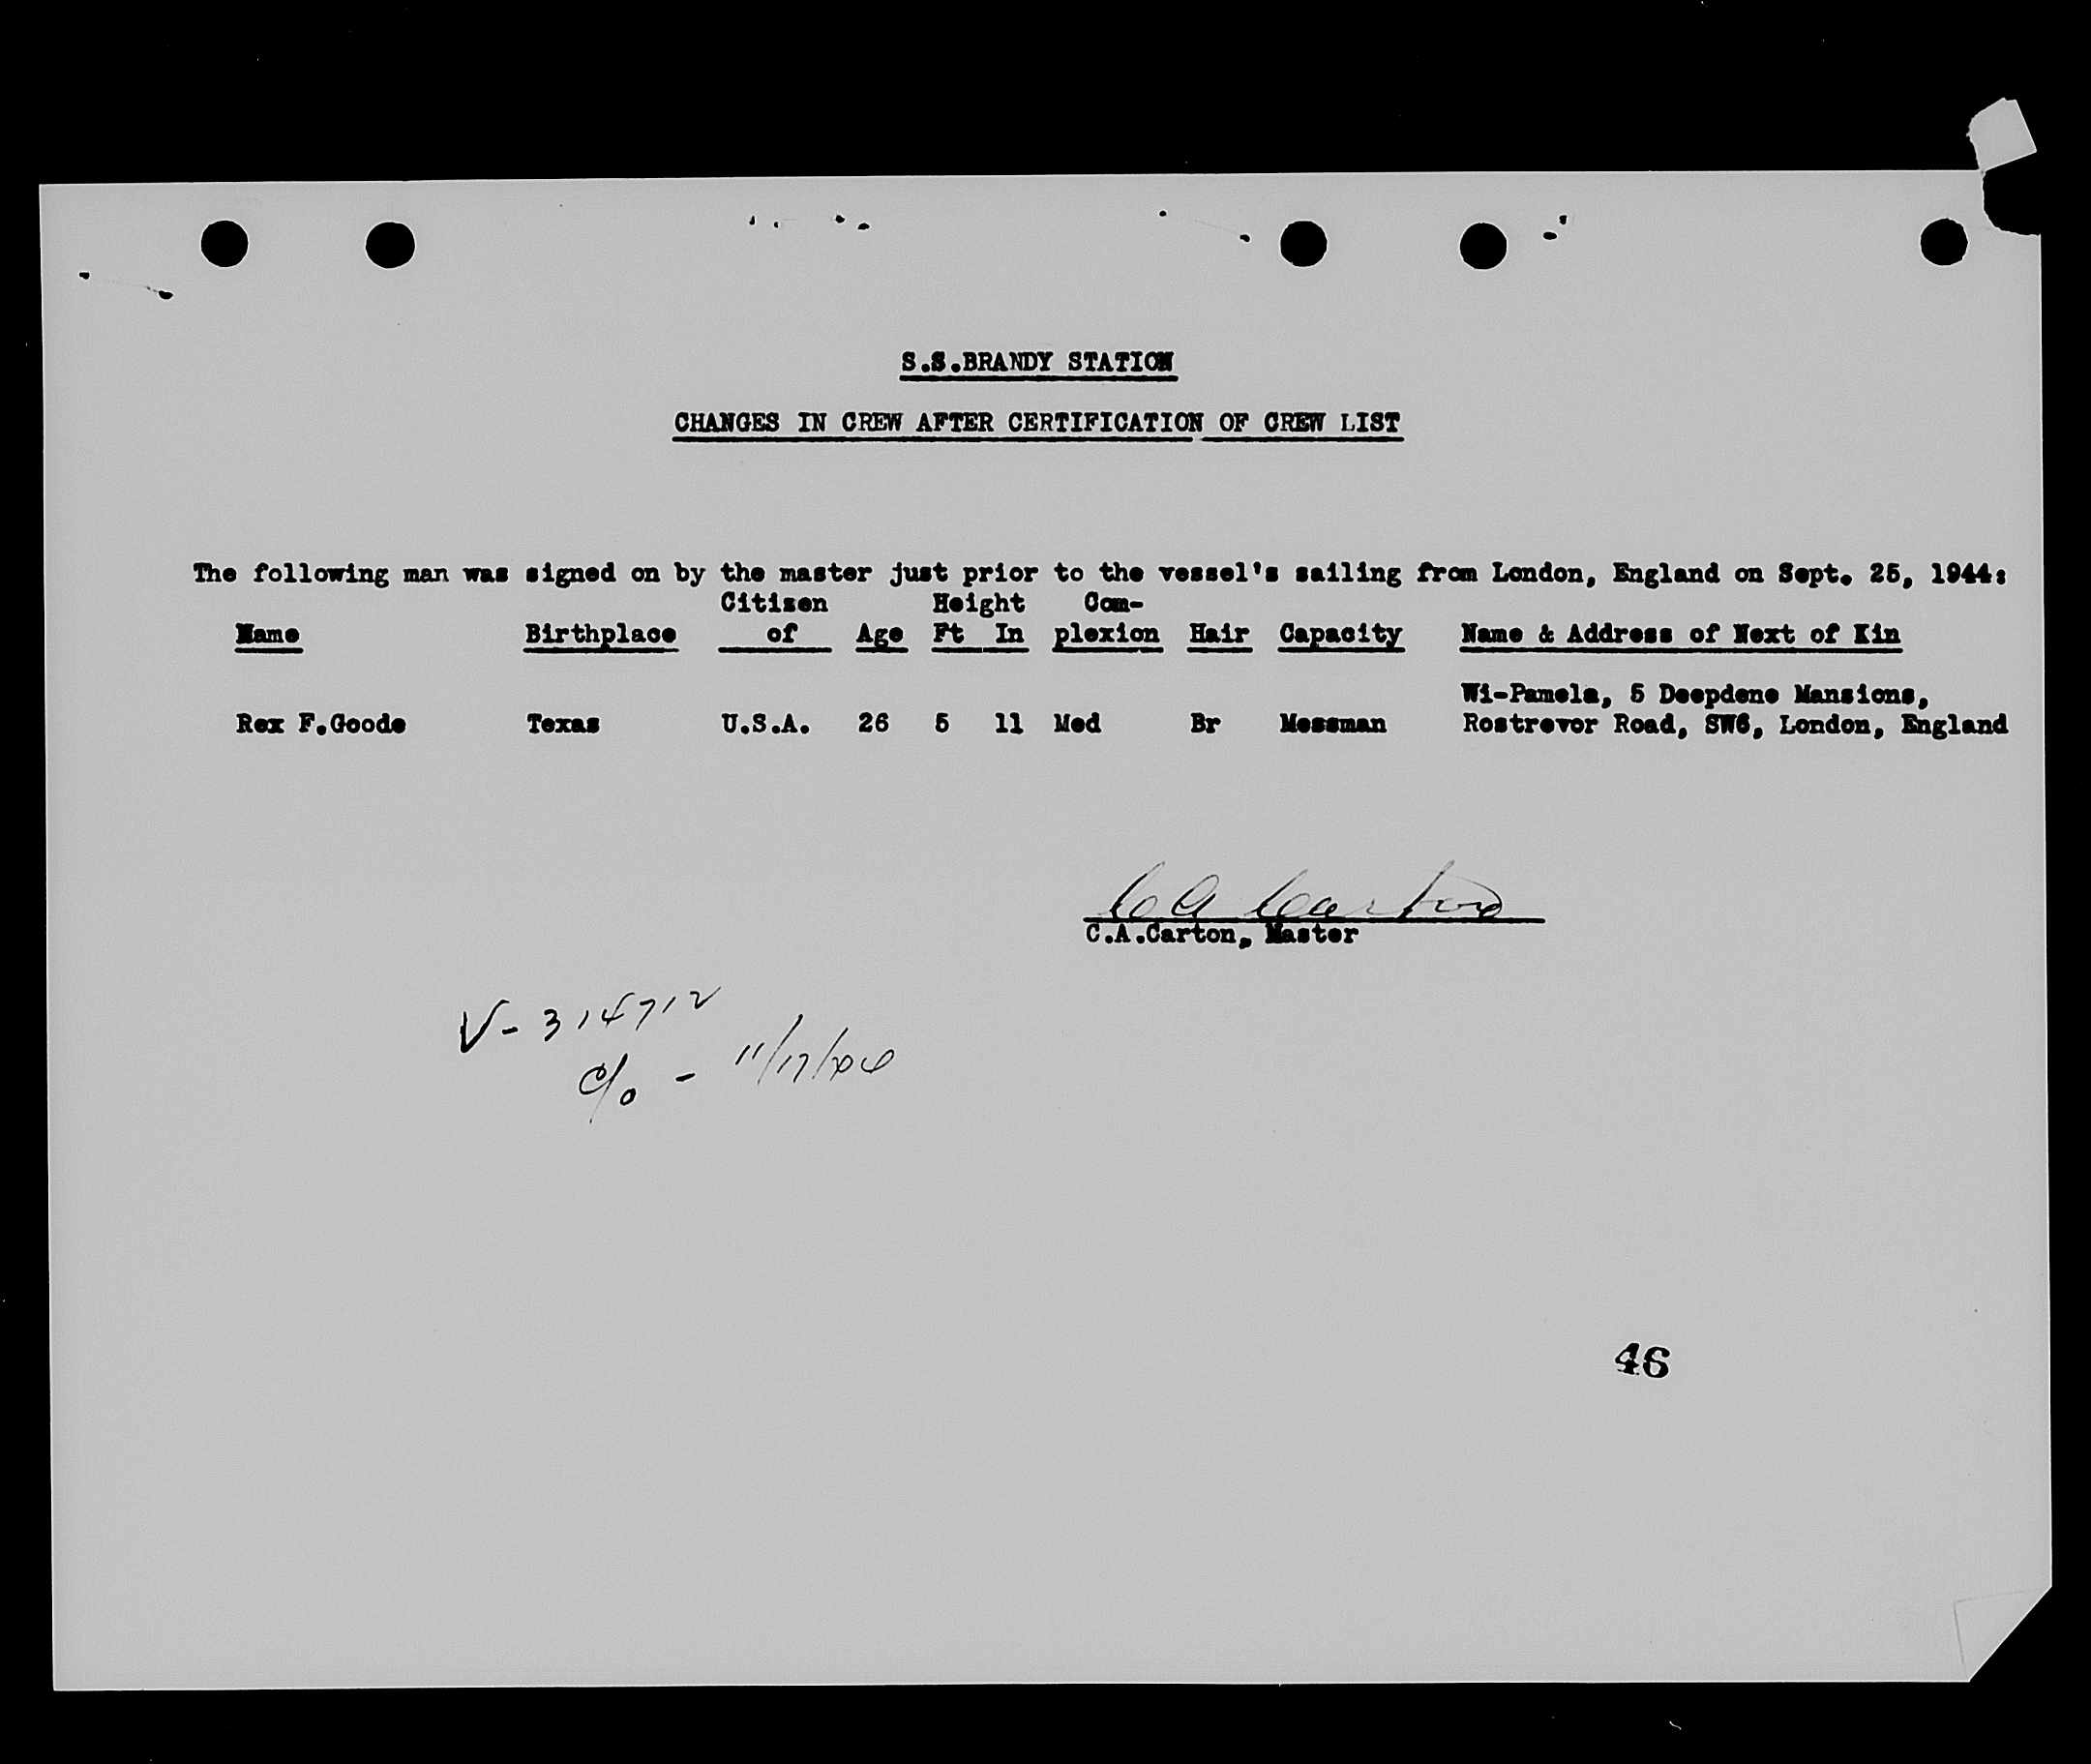 S.S.BRANDY STATION
CHANGES IN CREW AFTER CERTIFICATION OF CREW LIST
The following man was signed on by the master just prior to the vessel's sailing from London, England on Sept. 25, 1944:
Citizen Height Com-
Name Birthplace of Age Ft In plexion Hair Capacity Name & Address of Next of Kin
Wi-Pamela, 5 Deepdene Mansions,
Rex F.Goode Texas U.S.A. 26 5 11 Med Br Messman Rostrevor Road, SW6, London, England
C A Carton
C.A.Carton, Master
V-314712
c/o - 11/17/
46